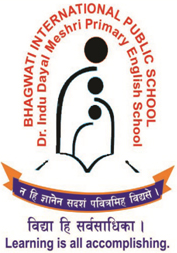 BHAGWATI INTERNATIONAL PUBLIC SCHOOL
Dr. Indu Dayal Meshri Primary English School
न हि ज्ञानेन सदृशं पवित्रमिह विद्यते ।
विद्या हि सर्वसाधिका ।
Learning is all accomplishing.